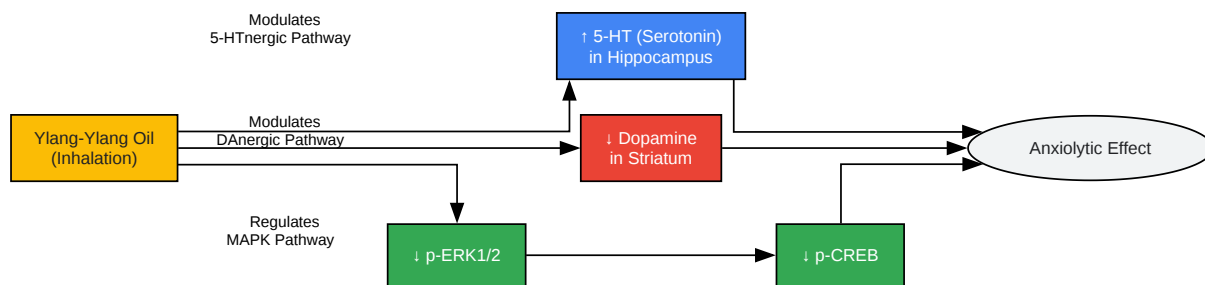 Modulates
5-HTnergic Pathway
↑ 5-HT (Serotonin)
in Hippocampus
Ylang-Ylang Oil
(Inhalation)
Modulates
DAnergic Pathway
↓ Dopamine
in Striatum
Anxiolytic Effect
Regulates
MAPK Pathway
↓ p-ERK1/2
↓ p-CREB